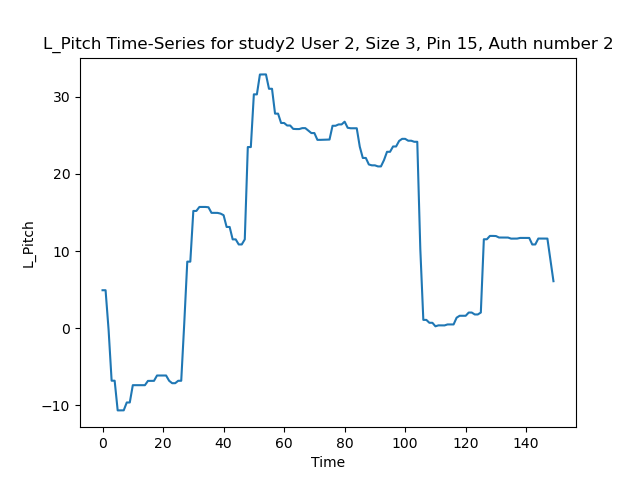 L_Pitch Time-Series for study2 User 2, Size 3, Pin 15, Auth number 2
30
20
10
0
−10
L_Pitch
0 20 40 60 80 100 120 140
Time